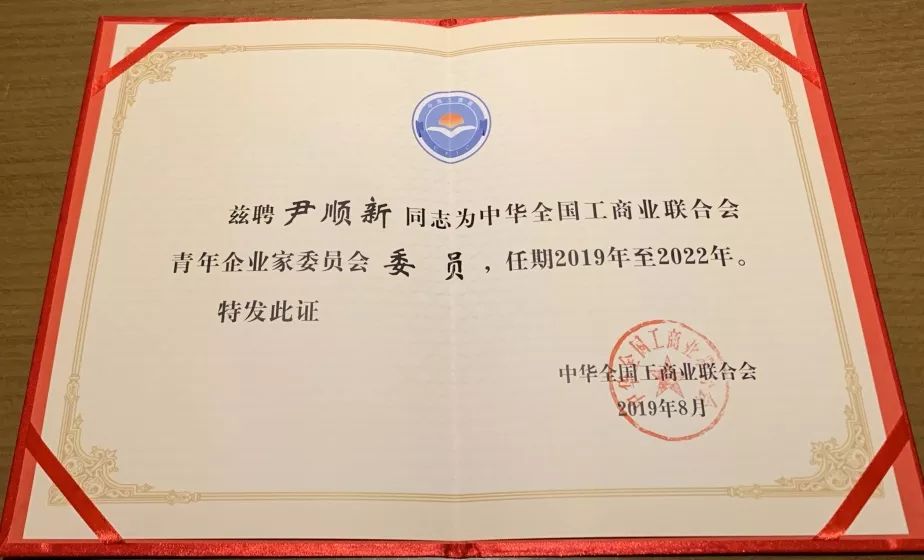 兹聘 尹顺新 同志为中华全国工商业联合会
青年企业家委员会 委 员 ，任期2019年至2022年。
特发此证
中华全国工商业联合会
2019年8月